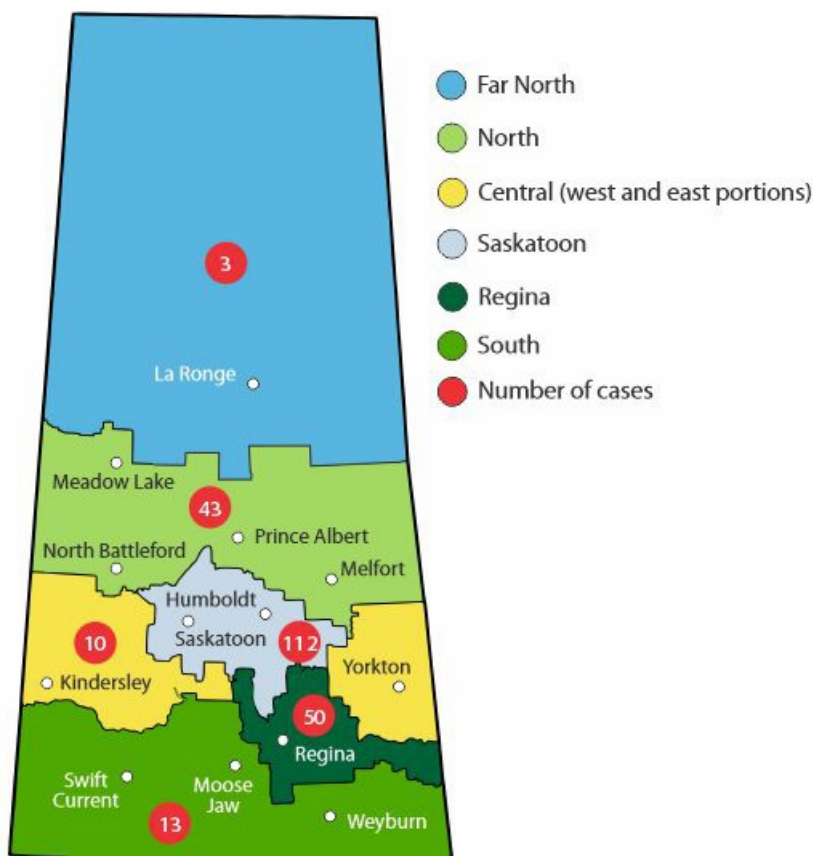 Far North
North
Central (west and east portions)
Saskatoon
Regina
South
Number of cases
3
La Ronge
Meadow Lake
43
Prince Albert
North Battleford
Melfort
Humboldt
Saskatoon
112
10
Kindersley
Yorkton
50
Regina
Swift
Current
Moose
Jaw
13
Weyburn